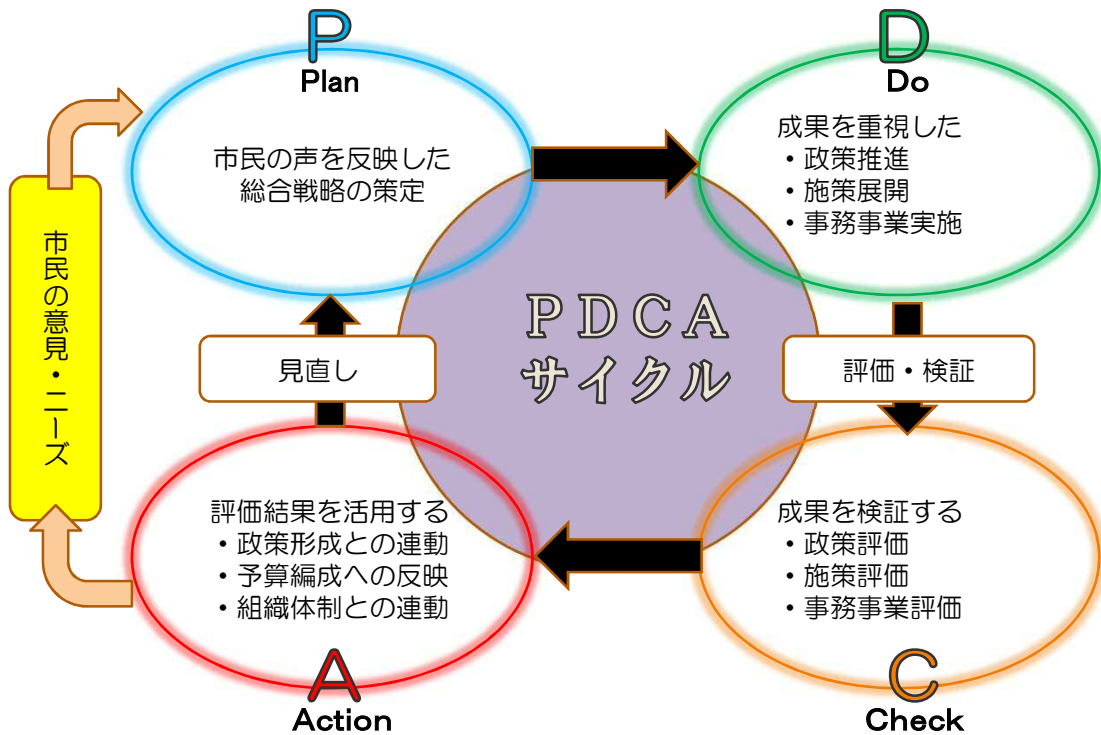 P
Plan
市民の声を反映した
総合戦略の策定
D
Do
成果を重視した
・政策推進
・施策展開
・事務事業実施
市民の意見・ニーズ
PDCA
サイクル
見直し
評価・検証
評価結果を活用する
・政策形成との連動
・予算編成への反映
・組織体制との連動
A
Action
成果を検証する
・政策評価
・施策評価
・事務事業評価
C
Check